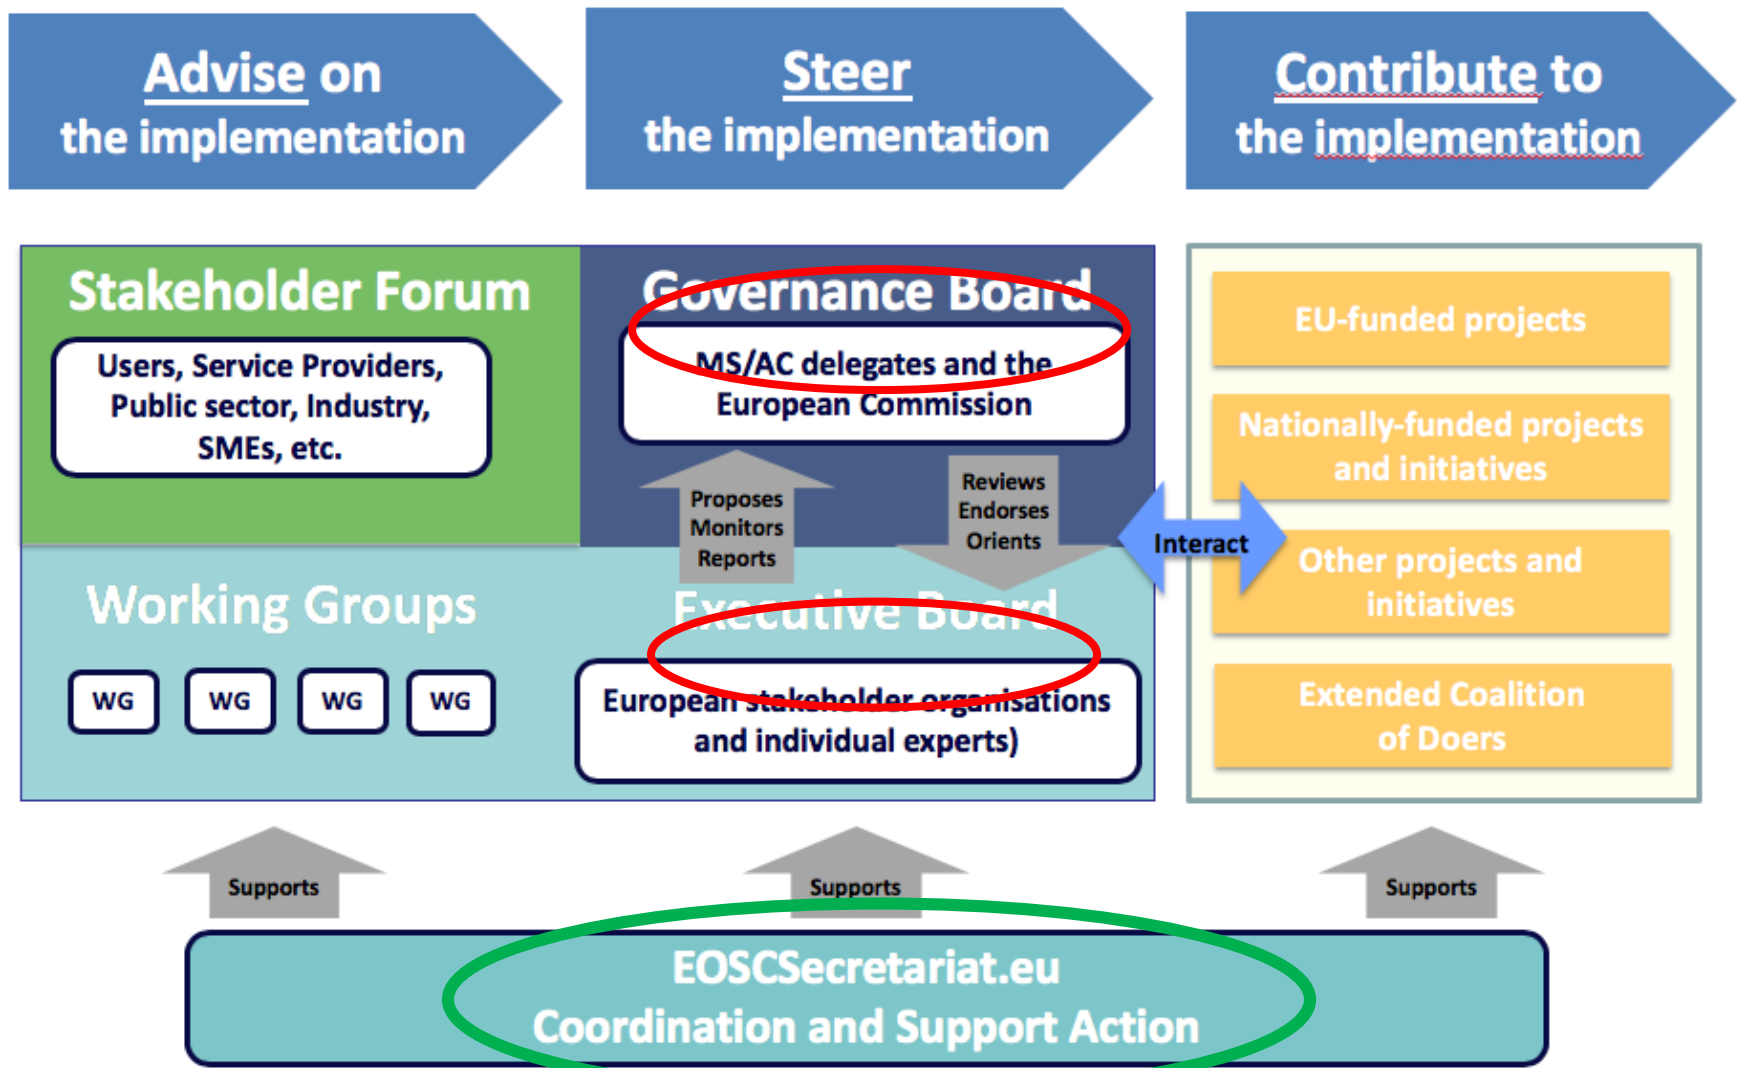 Advise on
the implementation
Steer
the implementation
Contribute to
the implementation
Stakeholder Forum
Users, Service Providers,
Public sector, Industry,
SMEs, etc.
Governance Board
MS/AC delegates and the
European Commission
Proposes
Monitors
Reports
Reviews
Endorses
Orients
Interact
Working Groups
WG
WG
WG
WG
Executive Board
European stakeholder organisations
and individual experts)
EU-funded projects
Nationally-funded projects
and initiatives
Other projects and
initiatives
Extended Coalition
of Doers
Supports
Supports
Supports
EOSCSecretariat.eu
Coordination and Support Action